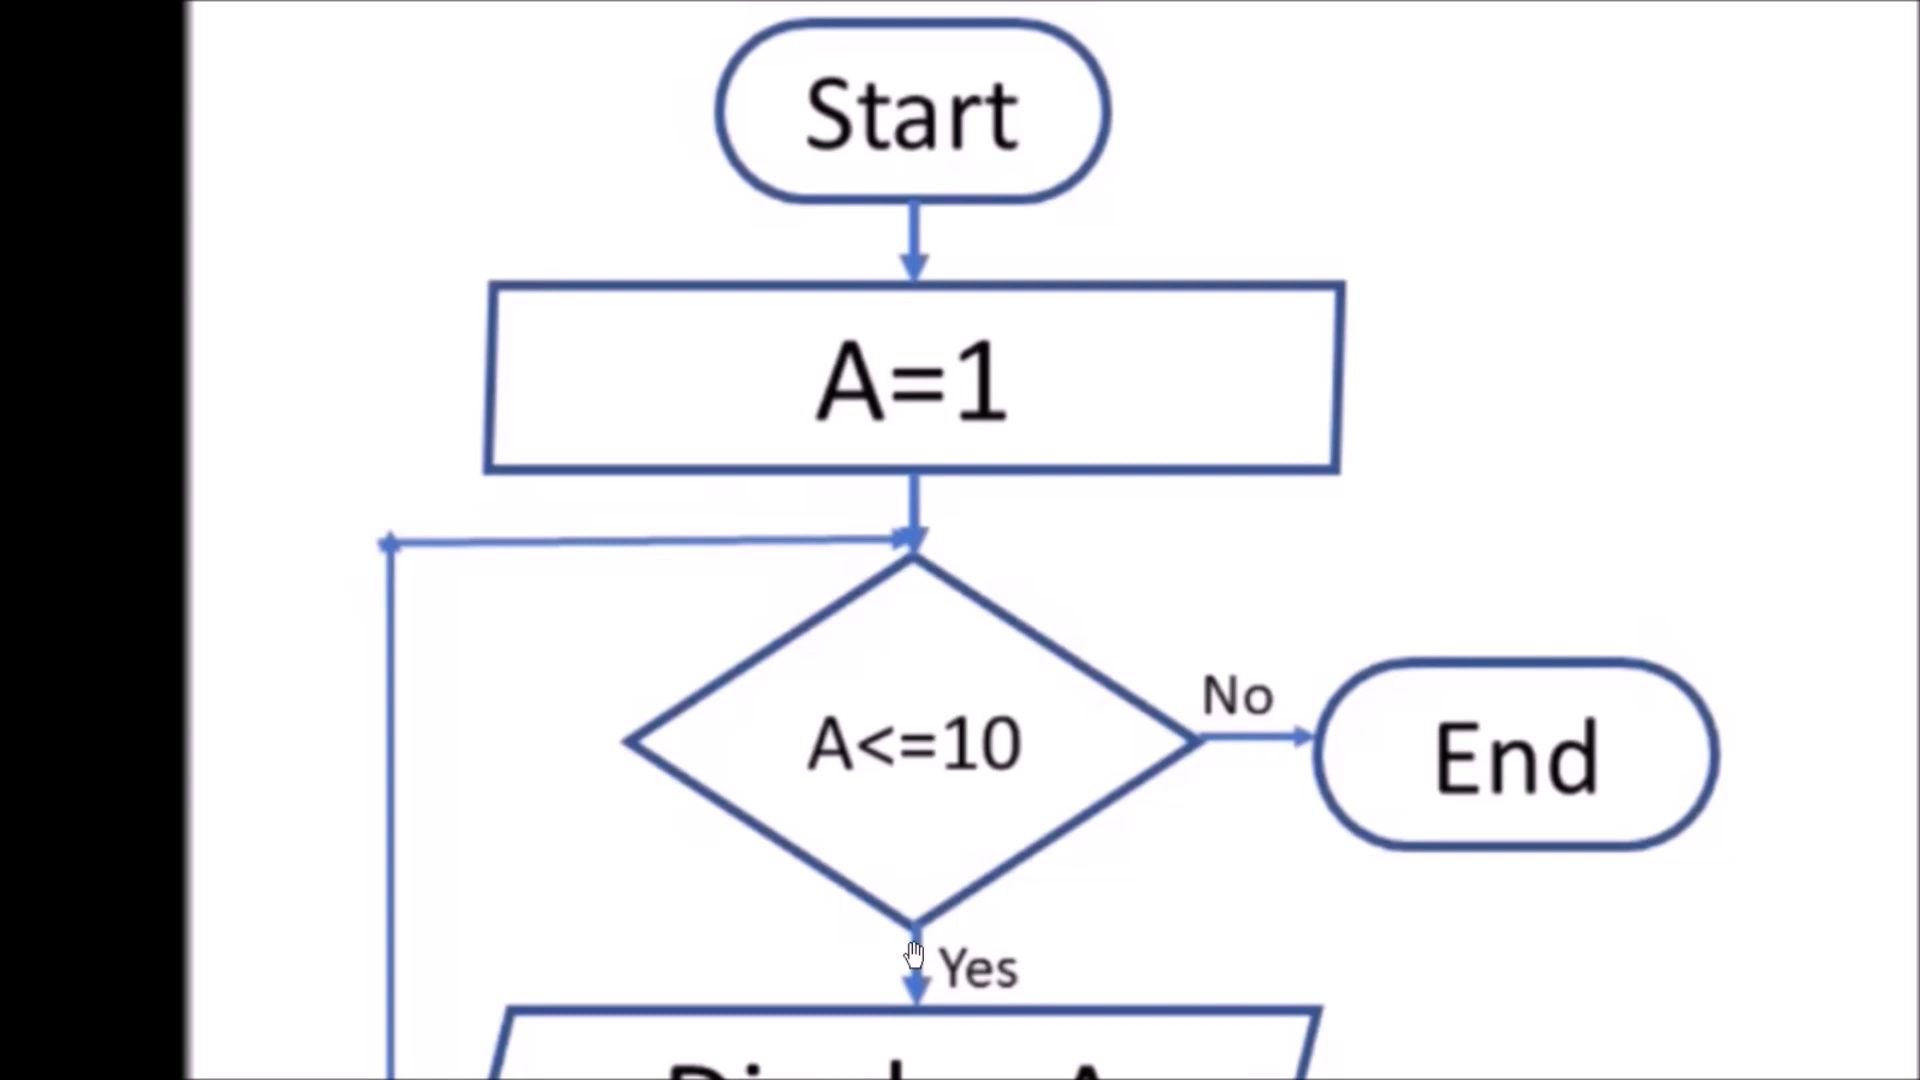 Start
A=1
A<=10
No
End
Yes